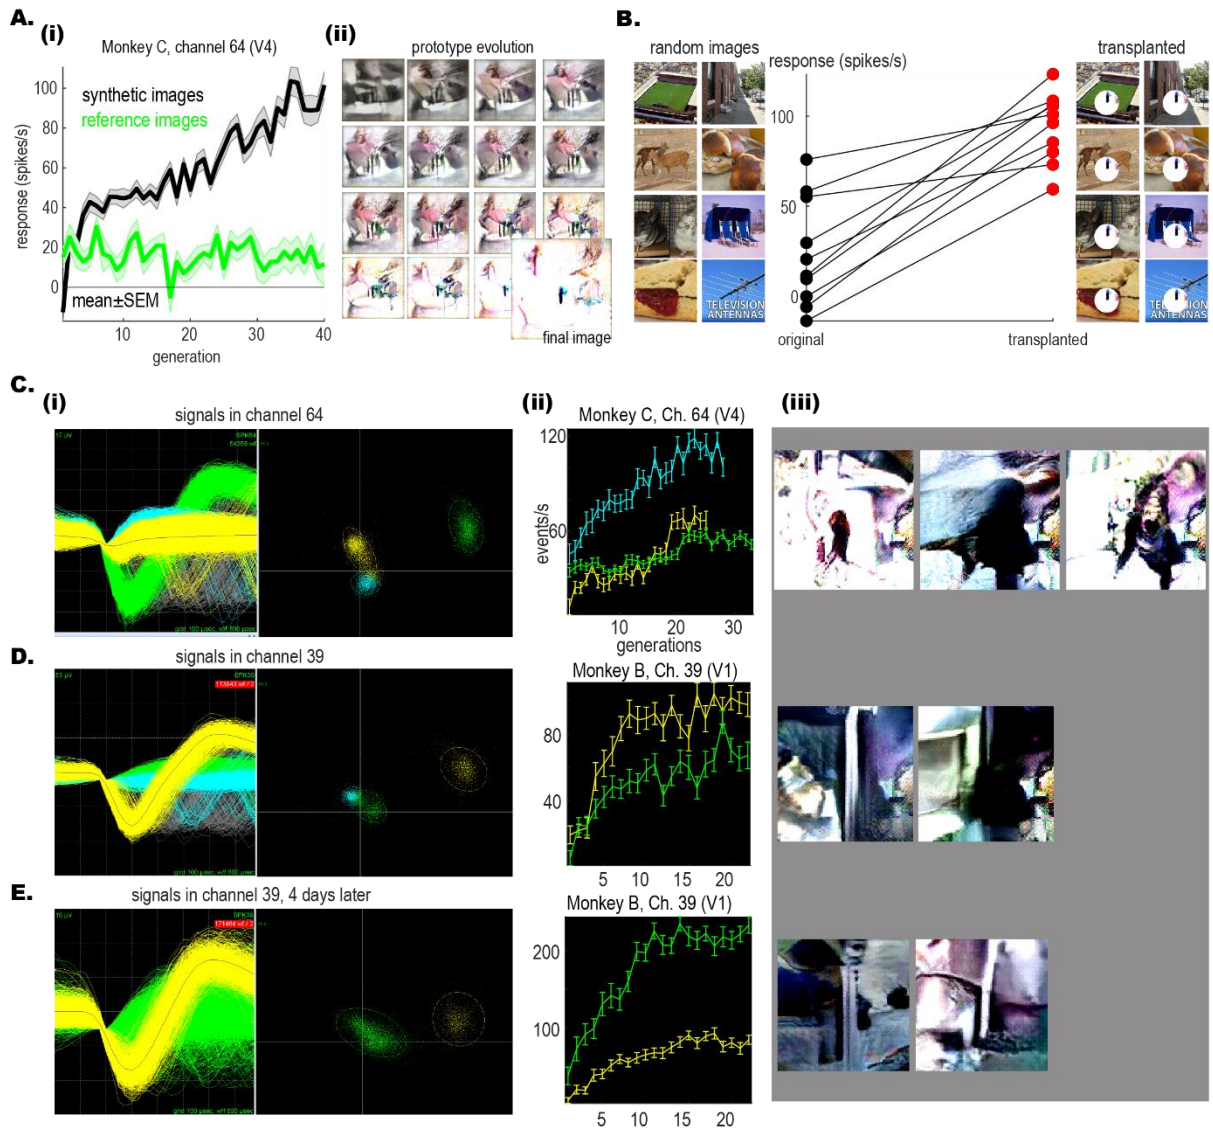 A.
(i)
Monkey C, channel 64 (V4)
synthetic images
reference images
response (spikes/s)
100
80
60
40
20
0
mean±SEM
10
20
30
40
generation
(ii)
prototype evolution
final image
B.
random images
response (spikes/s)
transplanted
100
50
0
original
transplanted
TELEVISION
ANTENNAS
ANTENNAS
C.
(i)
signals in channel 64
17 µV
SPK64
(ii)
Monkey C, Ch. 64 (V4)
120
60
events/s
10
20
30
generations
(iii)
D.
signals in channel 39
Monkey B, Ch. 39 (V1)
80
40
5
10
15
20
E.
signals in channel 39, 4 days later
Monkey B, Ch. 39 (V1)
200
100
5
10
15
20